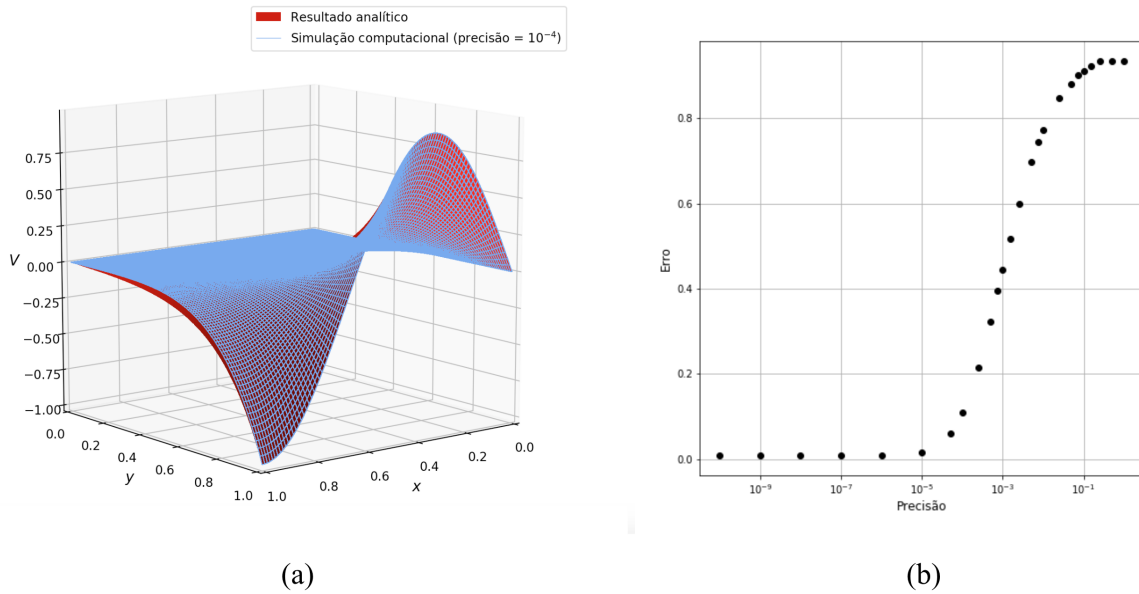 Resultado analítico
Simulação computacional (precisão = 10⁻⁴)
0.75
0.50
0.25
0.00
−0.25
−0.50
−0.75
−1.00
V
0.0
0.2
0.4
0.6
0.8
1.0
y
1.0
0.8
0.6
0.4
0.2
0.0
x
(a)
0.8
0.6
0.4
0.2
0.0
Erro
10⁻⁹ 10⁻⁷ 10⁻⁵ 10⁻³ 10⁻¹
Precisão
(b)